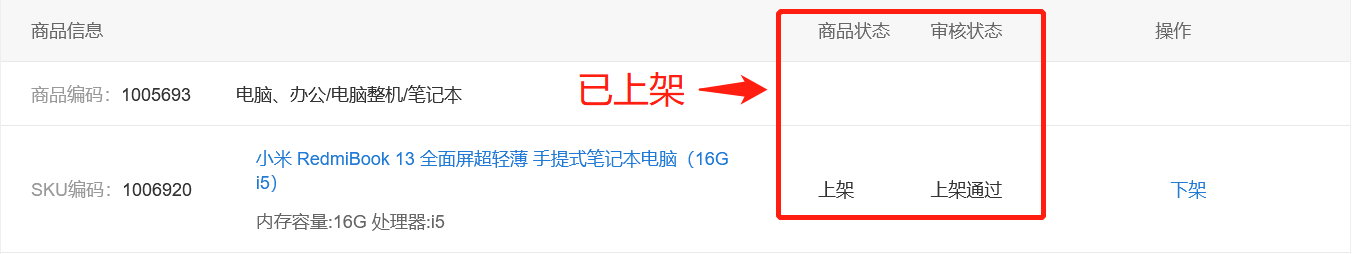 商品信息 商品状态 审核状态 操作
商品编码：1005693 电脑、办公/电脑整机/笔记本
已上架
小米 RedmiBook 13 全面屏超轻薄 手提式笔记本电脑（16G
i5）
SKU编码：1006920 上架 上架通过 下架
内存容量:16G 处理器:i5